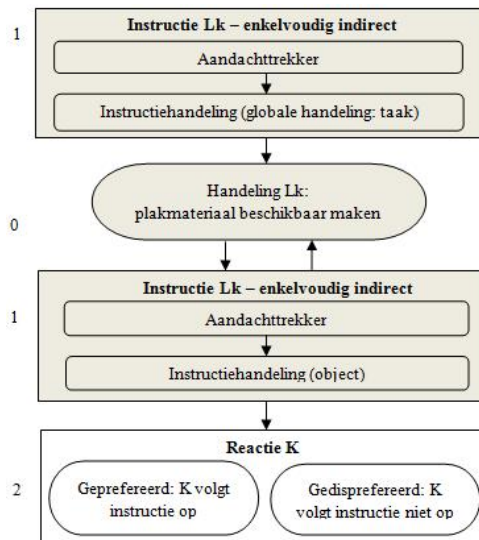 1
Instructie Lk – enkelvoudig indirect
Aandachttrekker
Instructiehandeling (globale handeling: taak)
0
Handeling Lk:
plakmateriaal beschikbaar maken
1
Instructie Lk – enkelvoudig indirect
Aandachttrekker
Instructiehandeling (object)
2
Reactie K
Geprefereerd: K volgt
instructie op
Gedisprefereerd: K
volgt instructie niet op